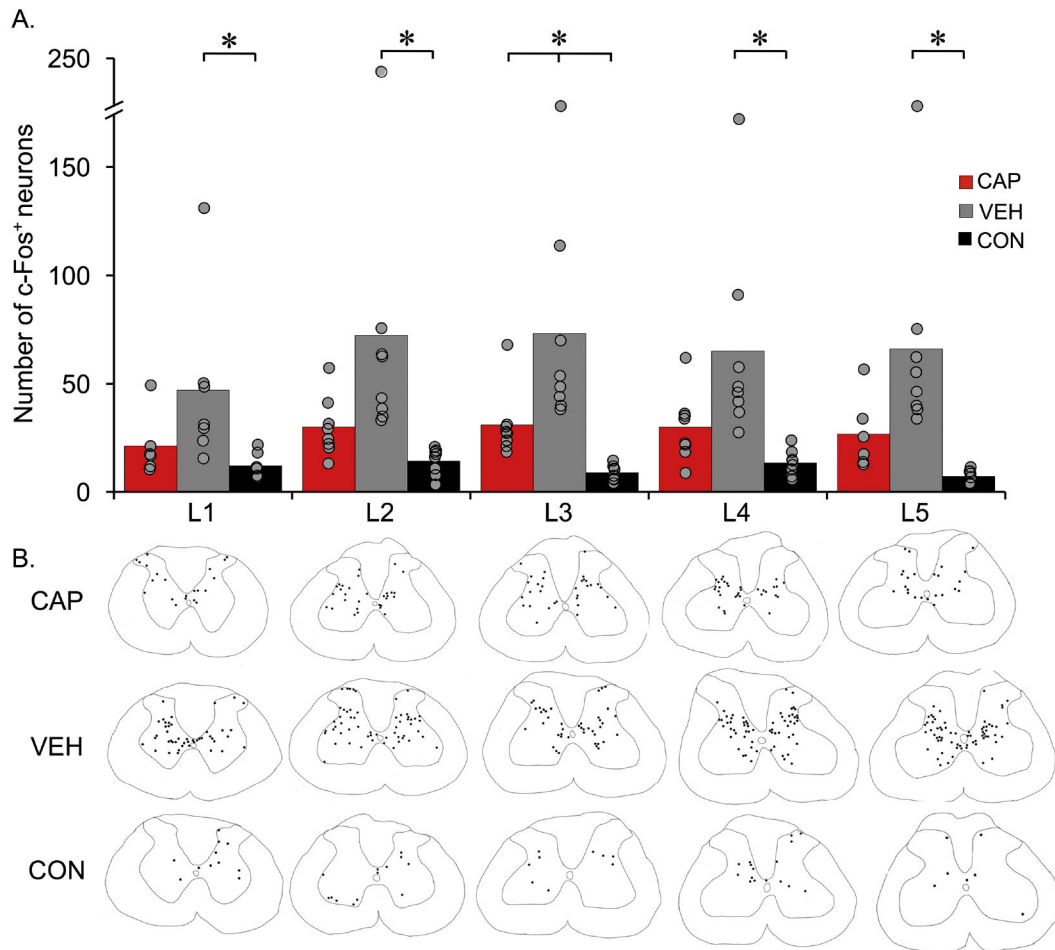 A.
* * * * *
250
150
100
50
0
Number of c-Fos⁺ neurons
CAP
VEH
CON
L1 L2 L3 L4 L5
B.
CAP
VEH
CON